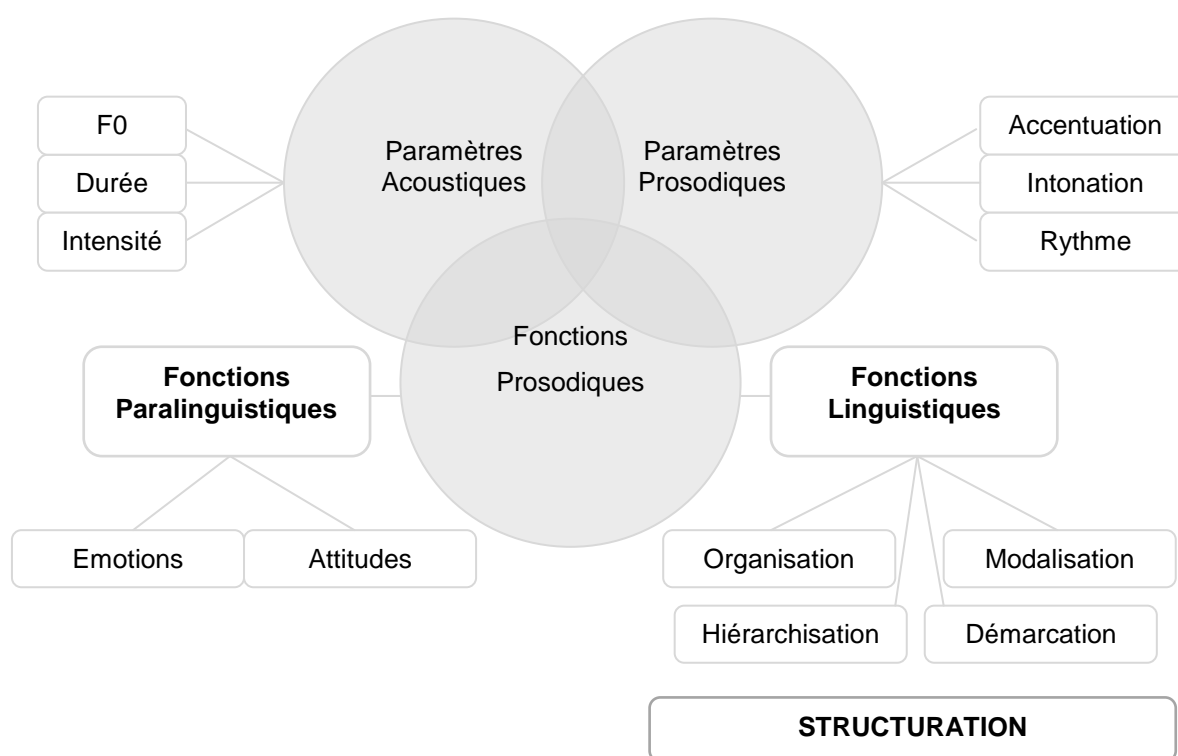 F0
Durée
Intensité
Paramètres
Acoustiques
Paramètres
Prosodiques
Accentuation
Intonation
Rythme
Fonctions
Prosodiques
Fonctions
Paralinguistiques
Fonctions
Linguistiques
Emotions
Attitudes
Organisation
Modalisation
Hiérarchisation
Démarcation
STRUCTURATION